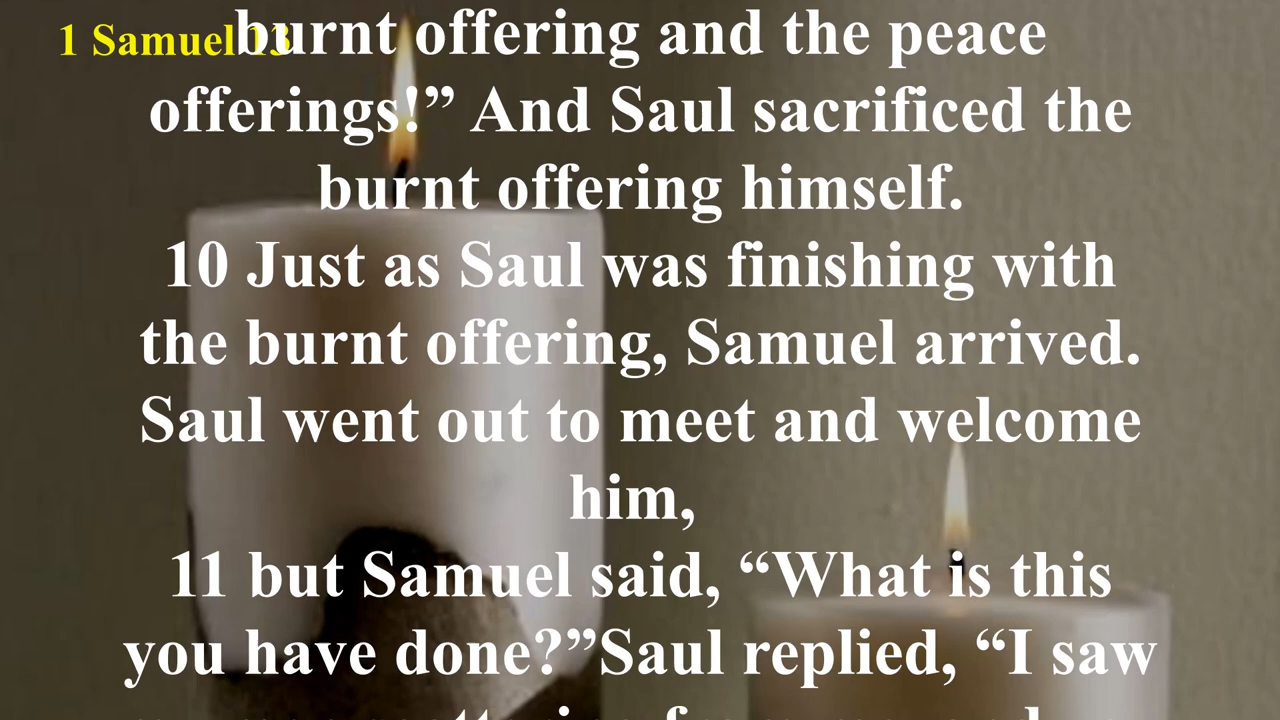 1 Samuel 13
burnt offering and the peace
offerings!” And Saul sacrificed the
burnt offering himself.
10 Just as Saul was finishing with
the burnt offering, Samuel arrived.
Saul went out to meet and welcome
him,
11 but Samuel said, “What is this
you have done?”Saul replied, “I saw